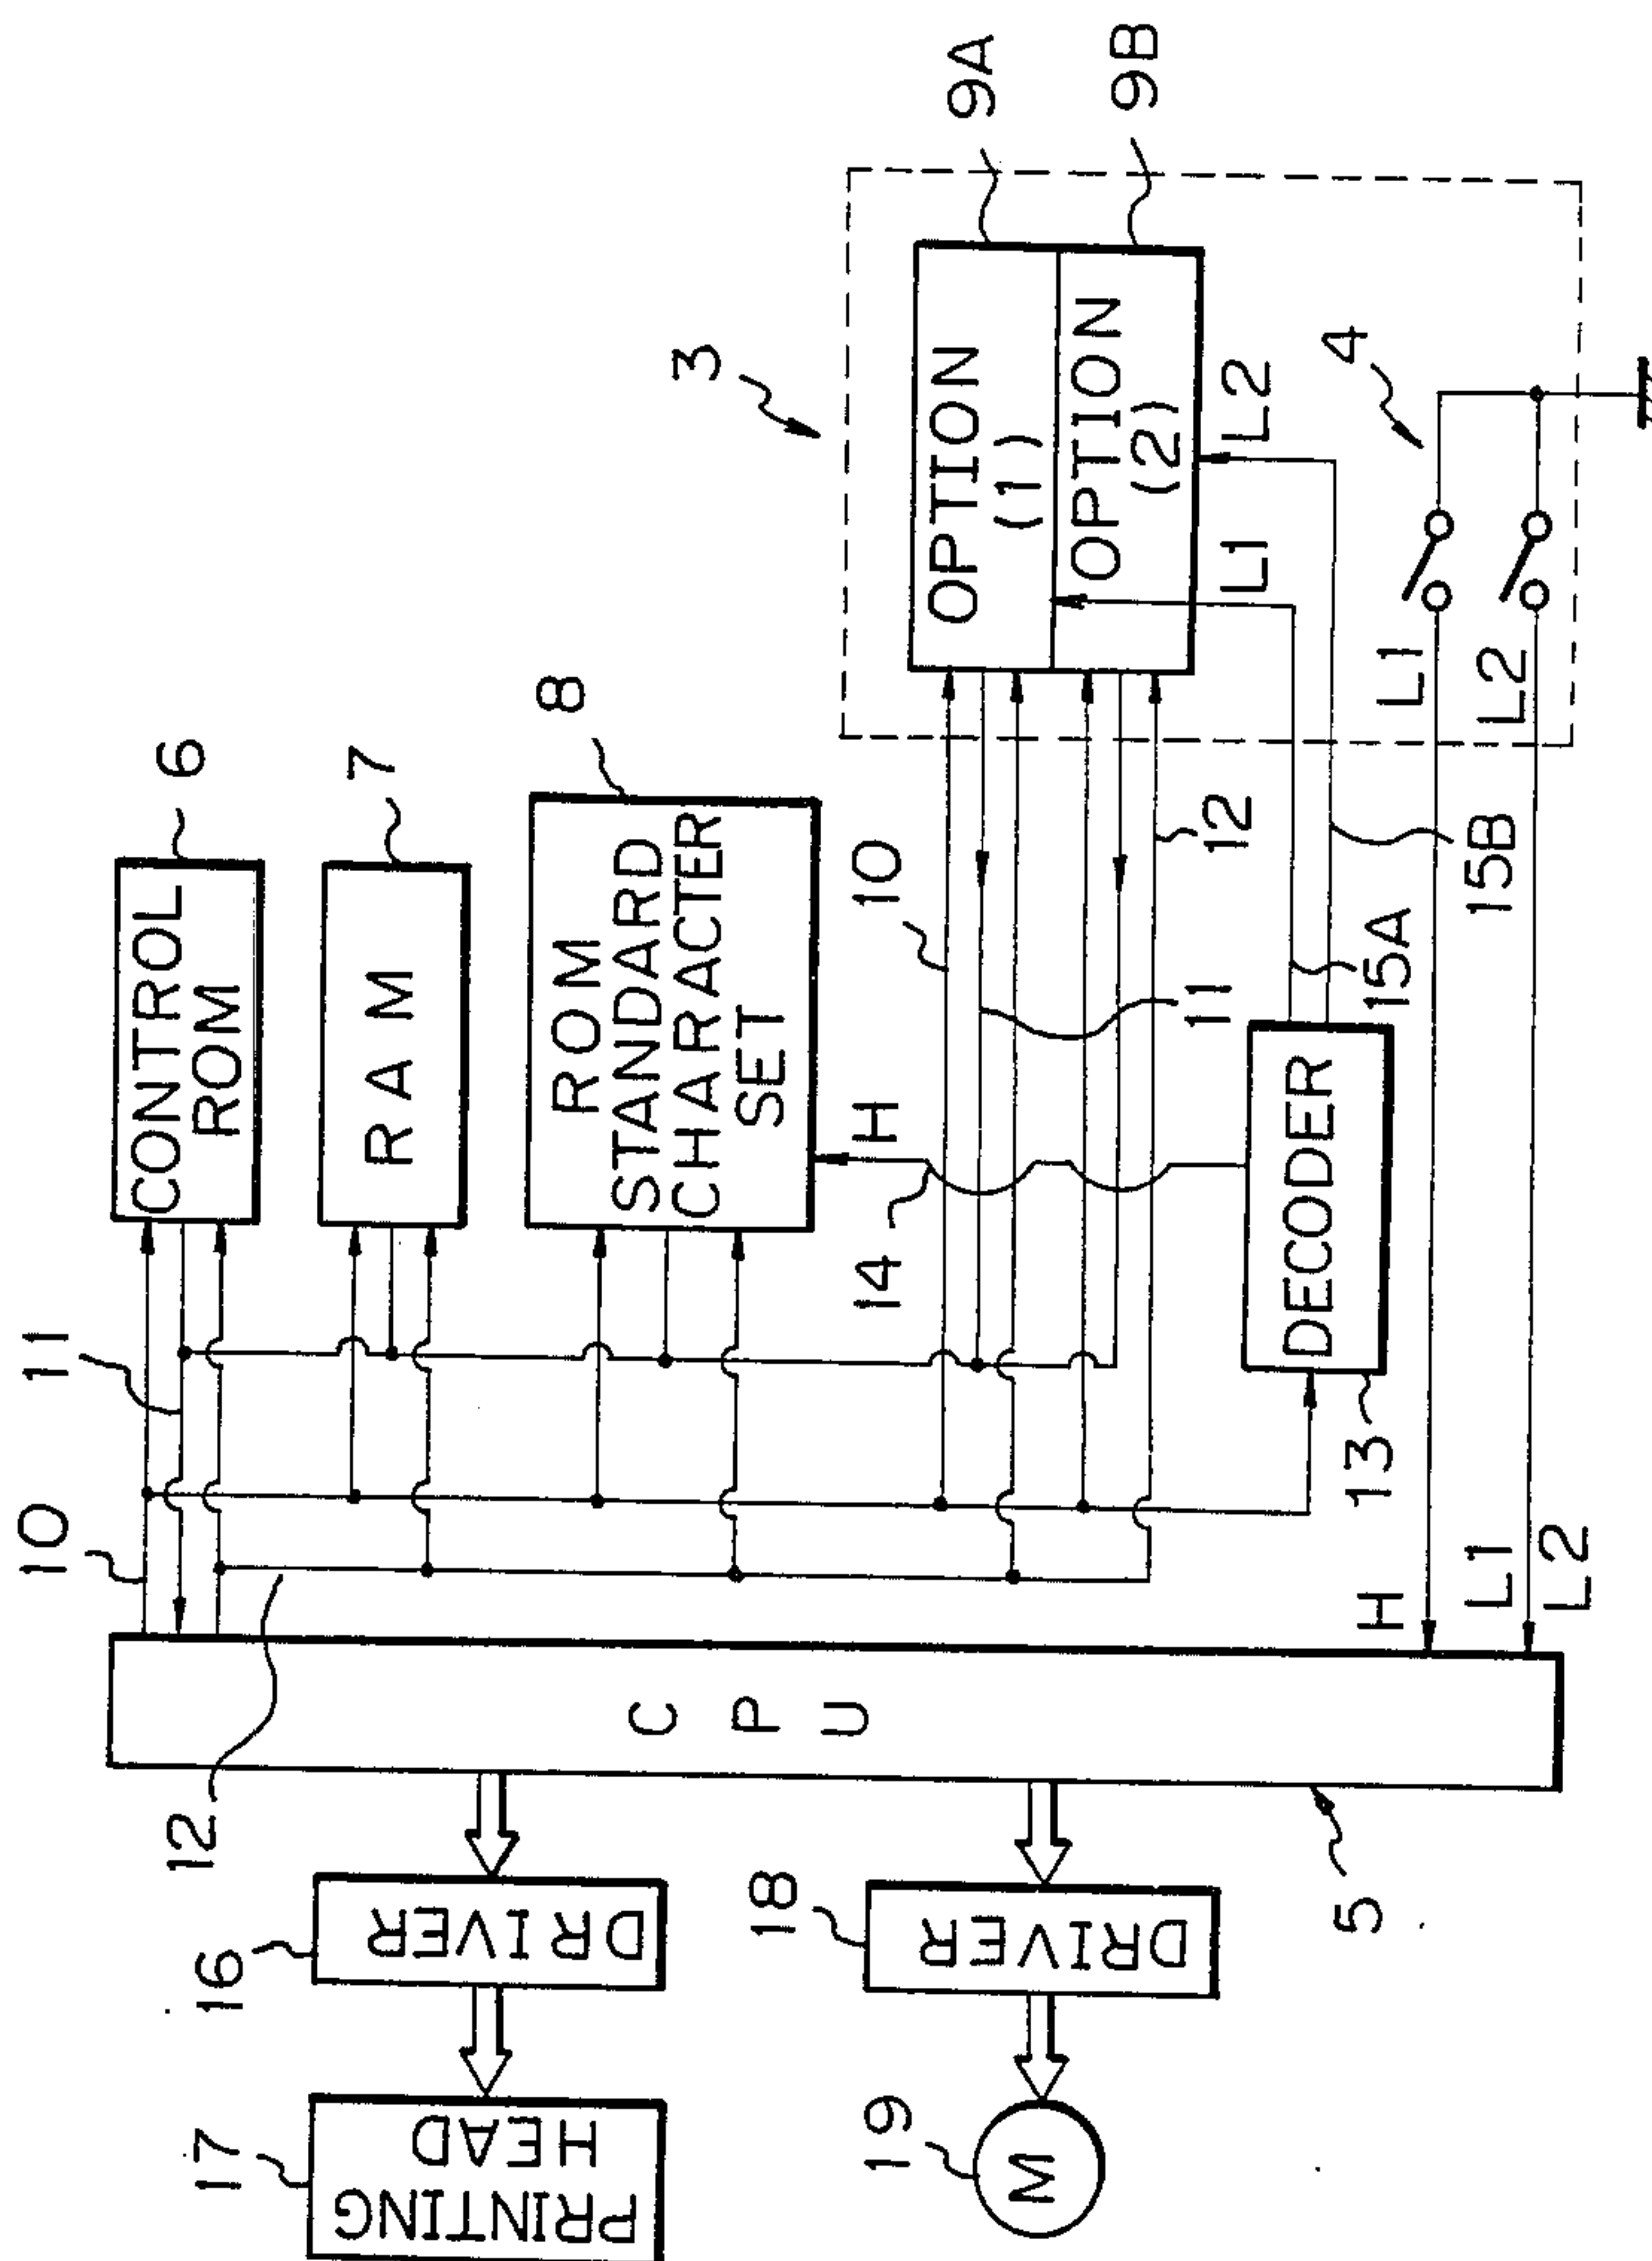 CONTROL
ROM
6
R A M
7
ROM
STANDARD
CHARACTER
SET
8
OPTION
(1)
OPTION
(2)
9A
9B
3
4
L1
L2
L1
L2
10
11
12
15A
15B
H
14
DECODER
13
10
11
12
H
L1
L2
C P U
5
DRIVER
16
PRINTING
HEAD
17
DRIVER
18
M
19